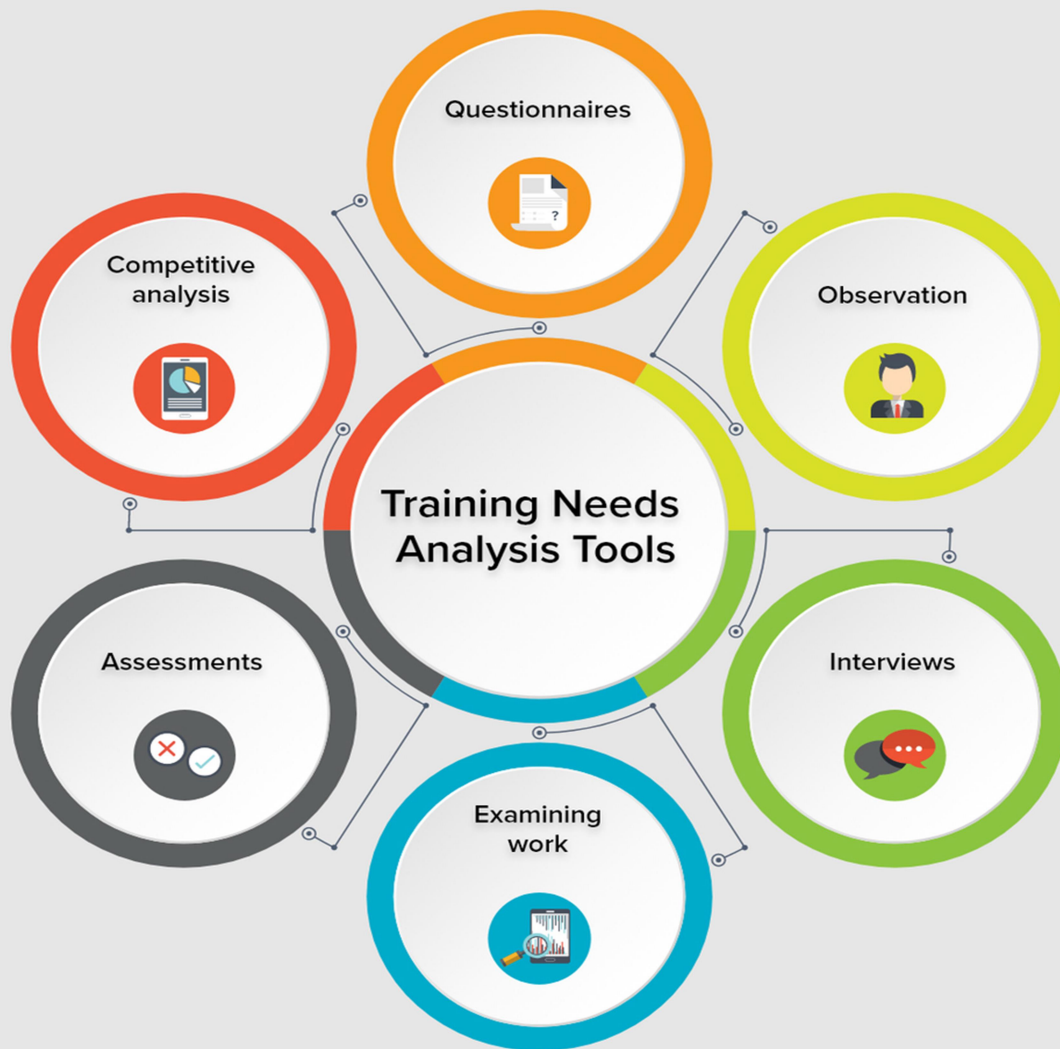 Questionnaires
Competitive
analysis
Observation
Training Needs
Analysis Tools
Assessments
Interviews
Examining
work
?